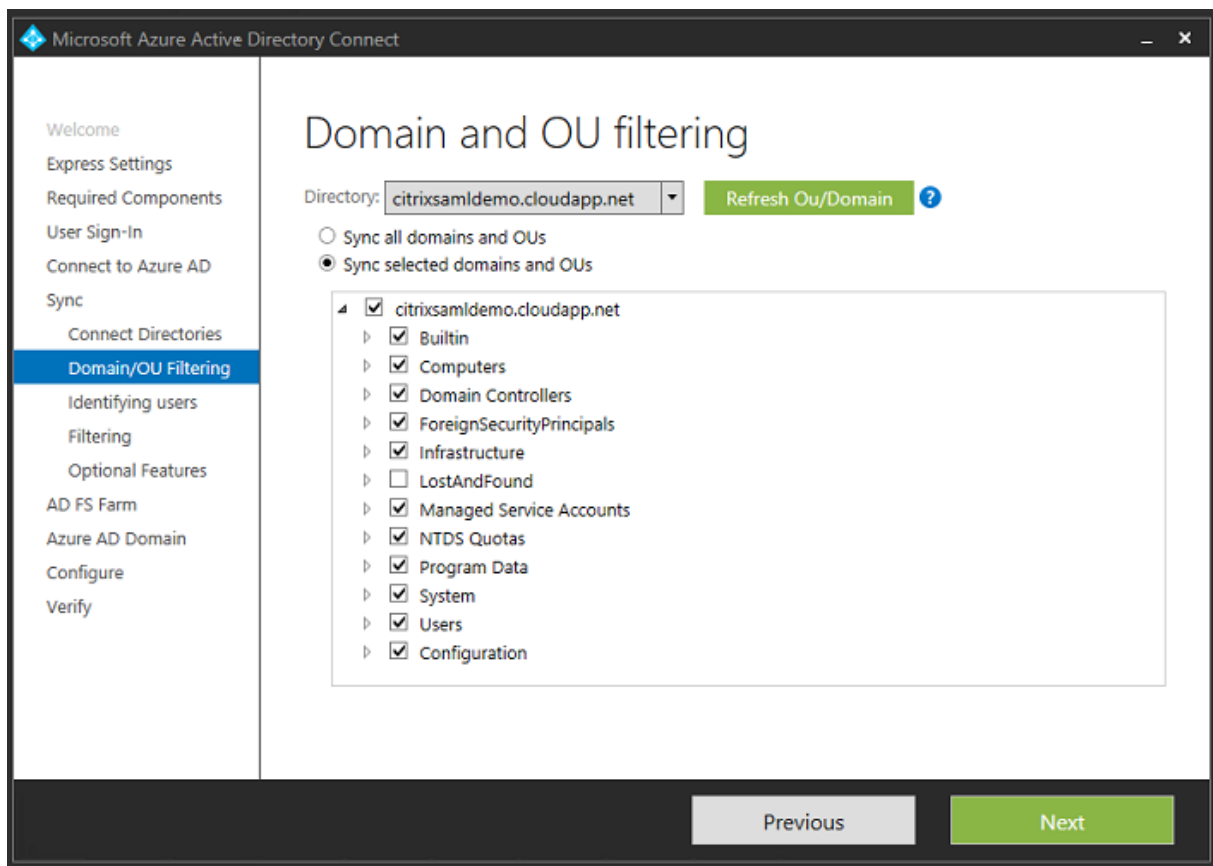 Microsoft Azure Active Directory Connect
Welcome
Express Settings
Required Components
User Sign-In
Connect to Azure AD
Sync
Connect Directories
Domain/OU Filtering
Identifying users
Filtering
Optional Features
AD FS Farm
Azure AD Domain
Configure
Verify
Domain and OU filtering
Directory: citrixsamldemo.cloudapp.net Refresh Ou/Domain ?
Sync all domains and OUs
Sync selected domains and OUs
citrixsamldemo.cloudapp.net
Builtin
Computers
Domain Controllers
ForeignSecurityPrincipals
Infrastructure
LostAndFound
Managed Service Accounts
NTDS Quotas
Program Data
System
Users
Configuration
Previous Next